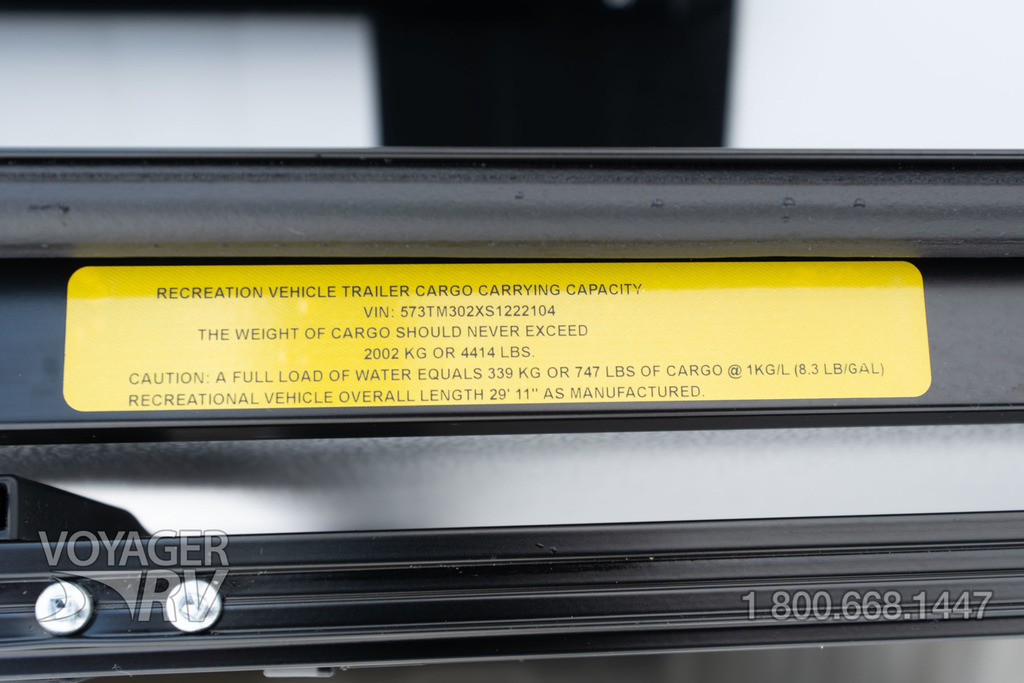 RECREATION VEHICLE TRAILER CARGO CARRYING CAPACITY
VIN: 573TM302XS1222104
THE WEIGHT OF CARGO SHOULD NEVER EXCEED
2002 KG OR 4414 LBS.
CAUTION: A FULL LOAD OF WATER EQUALS 339 KG OR 747 LBS OF CARGO @ 1KG/L (8.3 LB/GAL)
RECREATIONAL VEHICLE OVERALL LENGTH 29' 11" AS MANUFACTURED.
VOYAGER
RV
1 800.668.1447